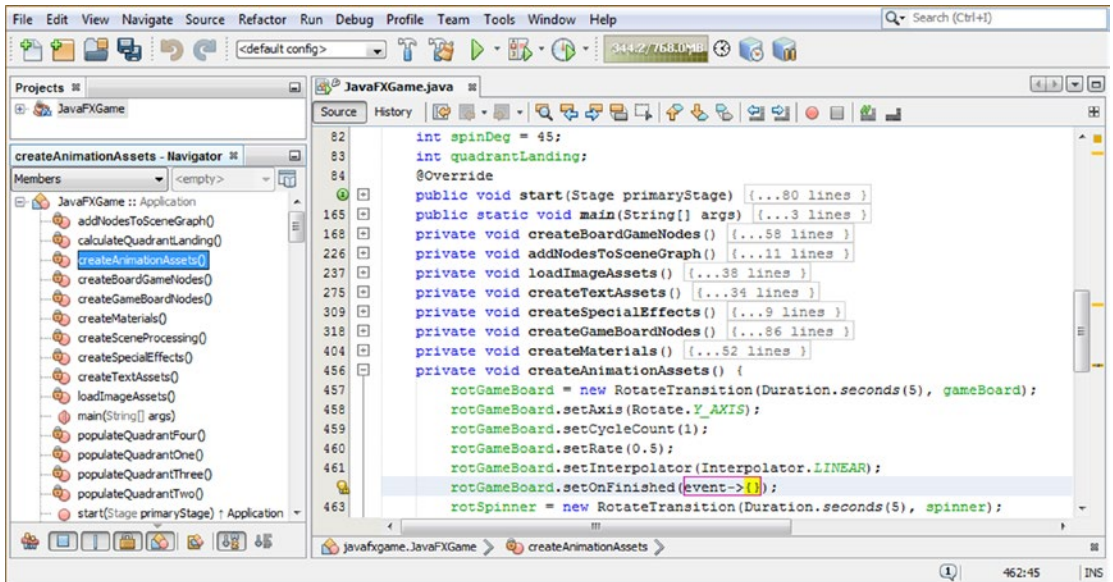 File Edit View Navigate Source Refactor Run Debug Profile Team Tools Window Help
Search (Ctrl+I)
<default config>
344.2/768.0MB
Projects
JavaFXGame
createAnimationAssets - Navigator
Members
<empty>
JavaFXGame :: Application
addNodesToSceneGraph()
calculateQuadrantLanding()
createAnimationAssets()
createBoardGameNodes()
createGameBoardNodes()
createMaterials()
createSceneProcessing()
createSpecialEffects()
createTextAssets()
loadImageAssets()
main(String[] args)
populateQuadrantFour()
populateQuadrantOne()
populateQuadrantThree()
populateQuadrantTwo()
start(Stage primaryStage) ↑ Application
JavaFXGame.java
Source History
82 int spinDeg = 45;
83 int quadrantLanding;
84 @Override
public void start(Stage primaryStage) {...80 lines }
165 public static void main(String[] args) {...3 lines }
168 private void createBoardGameNodes() {...58 lines }
226 private void addNodesToSceneGraph() {...11 lines }
237 private void loadImageAssets() {...38 lines }
275 private void createTextAssets() {...34 lines }
309 private void createSpecialEffects() {...9 lines }
318 private void createGameBoardNodes() {...86 lines }
404 private void createMaterials() {...52 lines }
456 private void createAnimationAssets() {
457 rotGameBoard = new RotateTransition(Duration.seconds(5), gameBoard);
458 rotGameBoard.setAxis(Rotate.Y_AXIS);
459 rotGameBoard.setCycleCount(1);
460 rotGameBoard.setRate(0.5);
461 rotGameBoard.setInterpolator(Interpolator.LINEAR);
rotGameBoard.setOnFinished(event->{});
463 rotSpinner = new RotateTransition(Duration.seconds(5), spinner);
javafxgame.JavaFXGame createAnimationAssets
1 462:45 INS